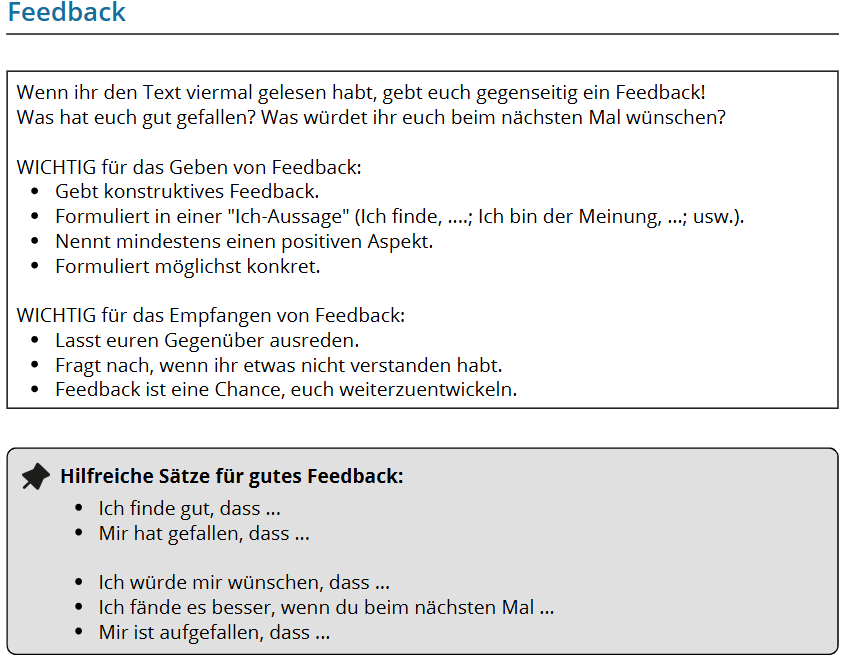 Feedback
Wenn ihr den Text viermal gelesen habt, gebt euch gegenseitig ein Feedback!
Was hat euch gut gefallen? Was würdet ihr euch beim nächsten Mal wünschen?
WICHTIG für das Geben von Feedback:
• Gebt konstruktives Feedback.
• Formuliert in einer "Ich-Aussage" (Ich finde, ....; Ich bin der Meinung, ...; usw.).
• Nennt mindestens einen positiven Aspekt.
• Formuliert möglichst konkret.
WICHTIG für das Empfangen von Feedback:
• Lasst euren Gegenüber ausreden.
• Fragt nach, wenn ihr etwas nicht verstanden habt.
• Feedback ist eine Chance, euch weiterzuentwickeln.
Hilfreiche Sätze für gutes Feedback:
• Ich finde gut, dass ...
• Mir hat gefallen, dass ...
• Ich würde mir wünschen, dass ...
• Ich fände es besser, wenn du beim nächsten Mal ...
• Mir ist aufgefallen, dass ...